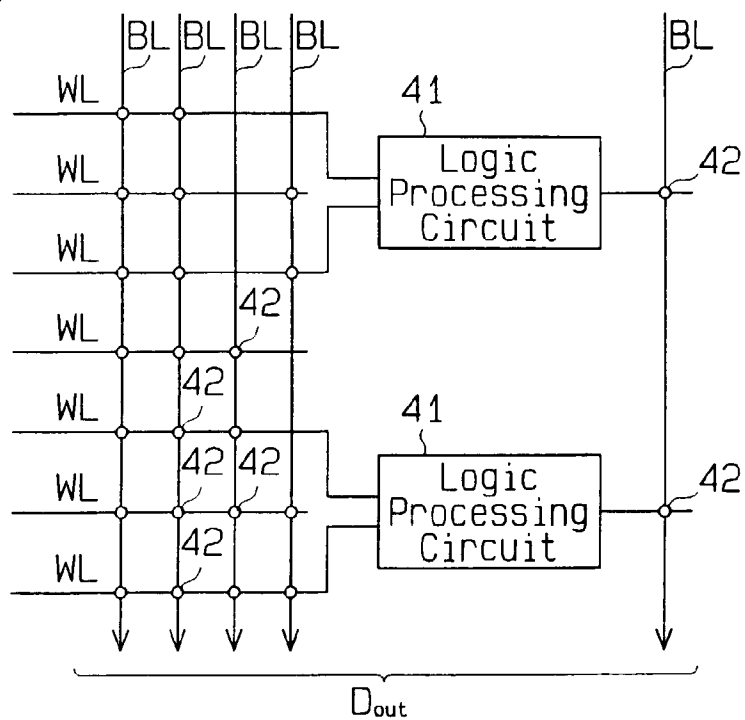 BL BL BL BL BL
WL
41
Logic
Processing
Circuit
42
WL
WL
42
WL
42
WL
41
Logic
Processing
Circuit
42
42 42
WL
42
WL
Dout